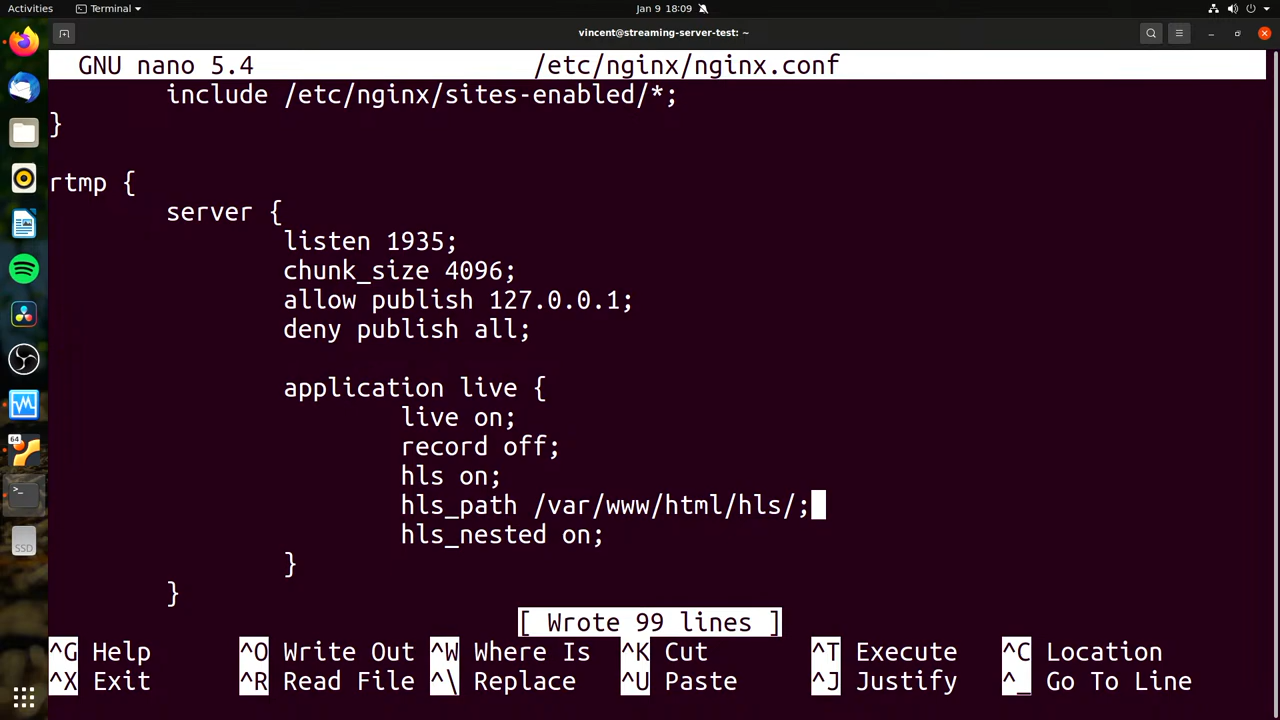 Activities Terminal Jan 9 18:09
vincent@streaming-server-test: ~
GNU nano 5.4 /etc/nginx/nginx.conf
include /etc/nginx/sites-enabled/*;
}
rtmp {
server {
listen 1935;
chunk_size 4096;
allow publish 127.0.0.1;
deny publish all;
application live {
live on;
record off;
hls on;
hls_path /var/www/html/hls/;
hls_nested on;
}
}
[ Wrote 99 lines ]
^G Help ^O Write Out ^W Where Is ^K Cut ^T Execute ^C Location
^X Exit ^R Read File ^\ Replace ^U Paste ^J Justify ^_ Go To Line
64
>_
SSD